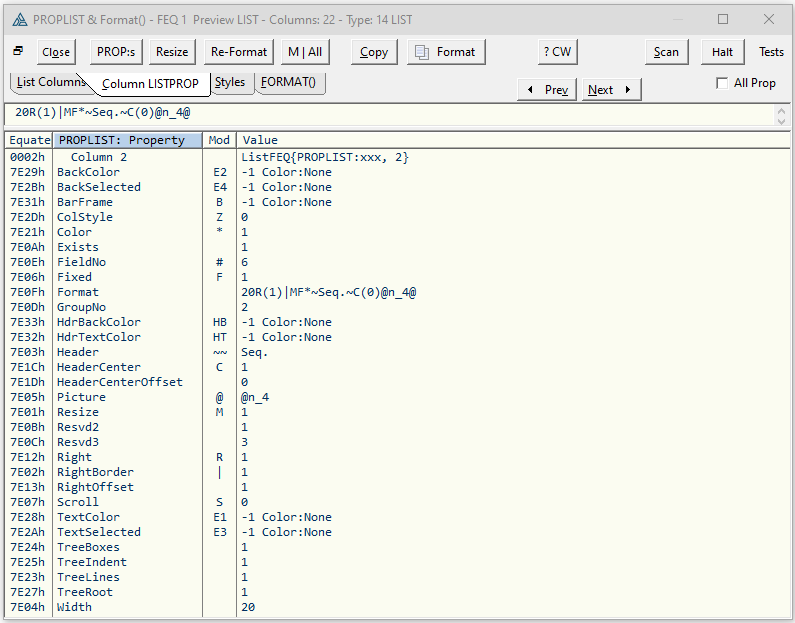 PROPLIST & Format() - FEQ 1  Preview LIST - Columns: 22 - Type: 14 LIST
Close PROP:s Resize Re-Format M | All Copy Format ? CW Scan Halt Tests
List Columns Column LISTPROP Styles FORMAT() Prev Next All Prop
20R(1)|MF*~Seq.~C(0)@n_4@
Equate PROPLIST: Property Mod Value
0002h Column 2 ListFEQ{PROPLIST:xxx, 2}
7E29h BackColor E2 -1 Color:None
7E2Bh BackSelected E4 -1 Color:None
7E31h BarFrame B -1 Color:None
7E2Dh ColStyle Z 0
7E21h Color * 1
7E0Ah Exists 1
7E0Eh FieldNo # 6
7E06h Fixed F 1
7E0Fh Format 20R(1)|MF*~Seq.~C(0)@n_4@
7E0Dh GroupNo 2
7E33h HdrBackColor HB -1 Color:None
7E32h HdrTextColor HT -1 Color:None
7E03h Header ~~ Seq.
7E1Ch HeaderCenter C 1
7E1Dh HeaderCenterOffset 0
7E05h Picture @ @n_4
7E01h Resize M 1
7E0Bh Resvd2 1
7E0Ch Resvd3 3
7E12h Right R 1
7E02h RightBorder | 1
7E13h RightOffset 1
7E07h Scroll S 0
7E28h TextColor E1 -1 Color:None
7E2Ah TextSelected E3 -1 Color:None
7E24h TreeBoxes 1
7E25h TreeIndent 1
7E23h TreeLines 1
7E27h TreeRoot 1
7E04h Width 20